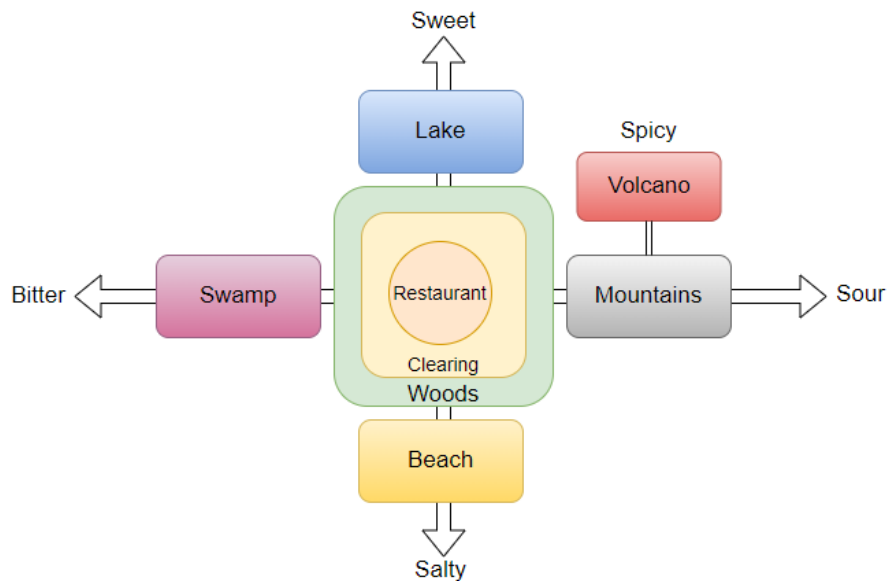 Sweet
Lake
Spicy
Volcano
Bitter
Swamp
Restaurant
Mountains
Sour
Clearing
Woods
Beach
Salty